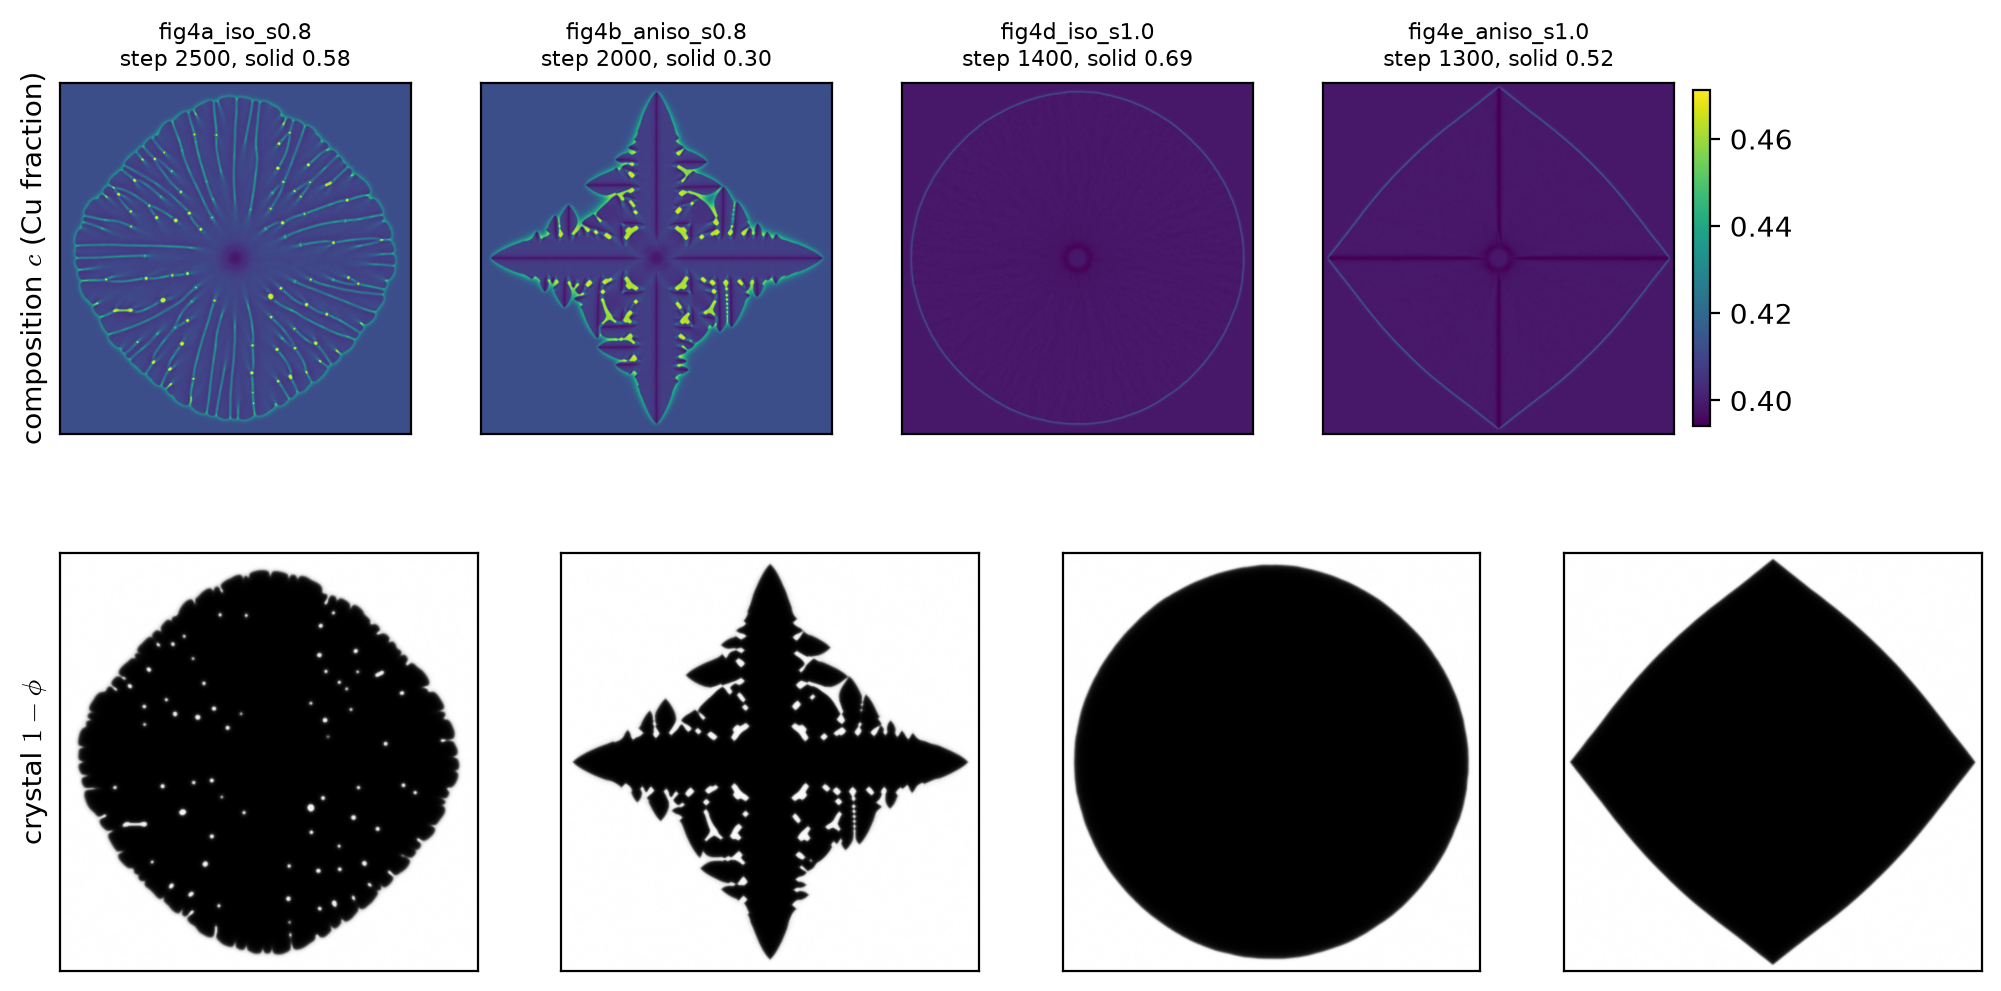 fig4a_iso_s0.8
step 2500, solid 0.58
fig4b_aniso_s0.8
step 2000, solid 0.30
fig4d_iso_s1.0
step 1400, solid 0.69
fig4e_aniso_s1.0
step 1300, solid 0.52
composition c (Cu fraction)
0.46
0.44
0.42
0.40
crystal 1 − ϕ